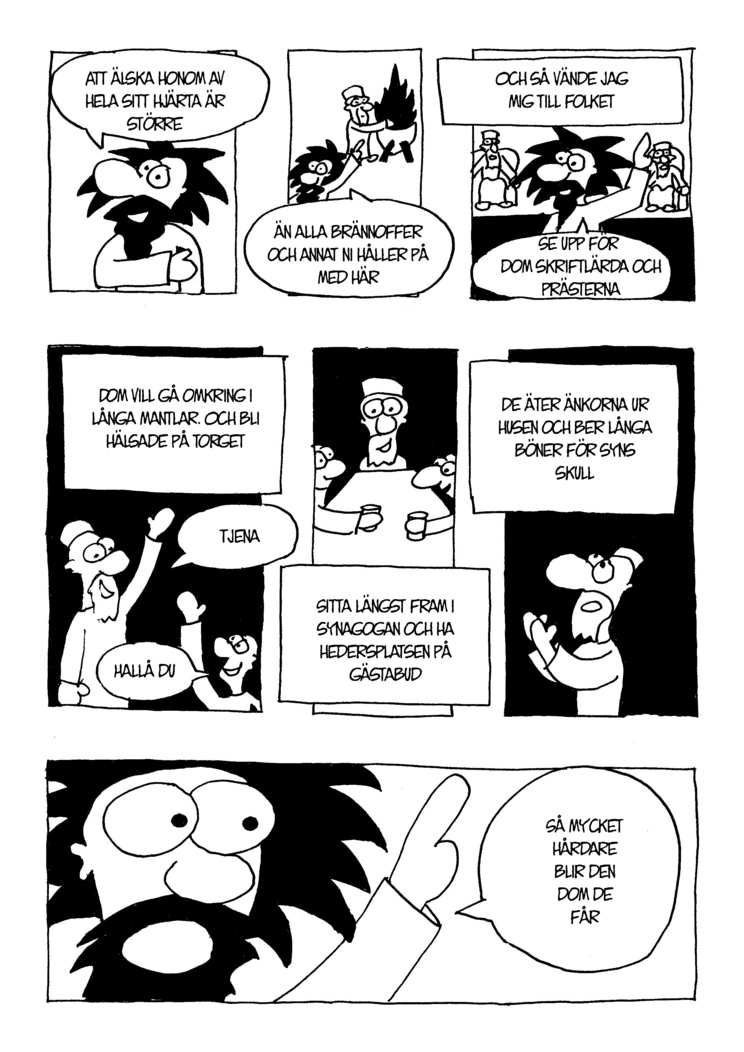 ATT ÄLSKA HONOM AV
HELA SITT HJÄRTA ÄR
STÖRRE
ÄN ALLA BRÄNNOFFER
OCH ANNAT NI HÅLLER PÅ
MED HÄR
OCH SÅ VÄNDE JAG
MIG TILL FOLKET
SE UPP FÖR
DOM SKRIFTLÄRDA OCH
PRÄSTERNA
DOM VILL GÅ OMKRING I
LÅNGA MANTLAR. OCH BLI
HÄLSADE PÅ TORGET
TJENA
HALLÅ DU
SITTA LÄNGST FRAM I
SYNAGOGAN OCH HA
HEDERSPLATSEN PÅ
GÄSTABUD
DE ÄTER ÄNKORNA UR
HUSEN OCH BER LÅNGA
BÖNER FÖR SYNS
SKULL
SÅ MYCKET
HÅRDARE
BLIR DEN
DOM DE
FÅR